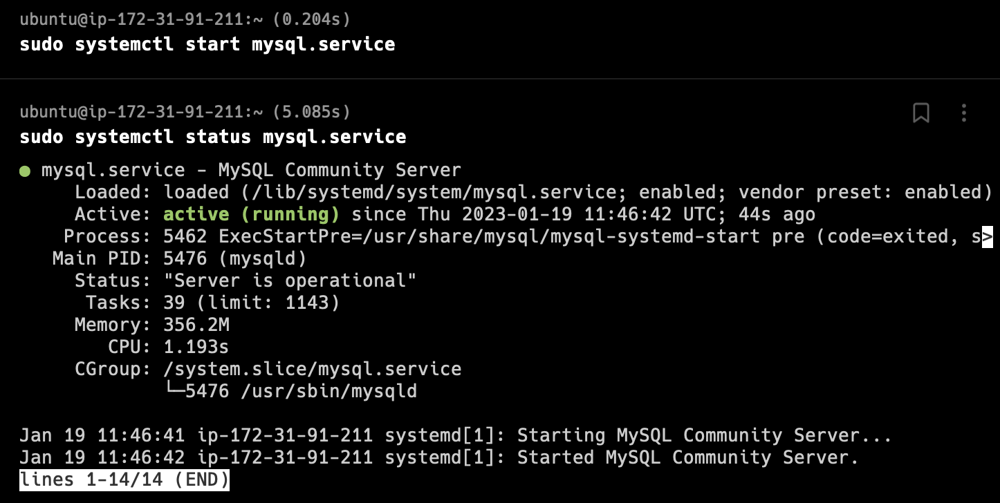 ubuntu@ip-172-31-91-211:~ (0.204s)
sudo systemctl start mysql.service
ubuntu@ip-172-31-91-211:~ (5.085s)
sudo systemctl status mysql.service
● mysql.service - MySQL Community Server
     Loaded: loaded (/lib/systemd/system/mysql.service; enabled; vendor preset: enabled)
     Active: active (running) since Thu 2023-01-19 11:46:42 UTC; 44s ago
    Process: 5462 ExecStartPre=/usr/share/mysql/mysql-systemd-start pre (code=exited, s>
   Main PID: 5476 (mysqld)
     Status: "Server is operational"
      Tasks: 39 (limit: 1143)
     Memory: 356.2M
        CPU: 1.193s
     CGroup: /system.slice/mysql.service
             └─5476 /usr/sbin/mysqld
Jan 19 11:46:41 ip-172-31-91-211 systemd[1]: Starting MySQL Community Server...
Jan 19 11:46:42 ip-172-31-91-211 systemd[1]: Started MySQL Community Server.
lines 1-14/14 (END)